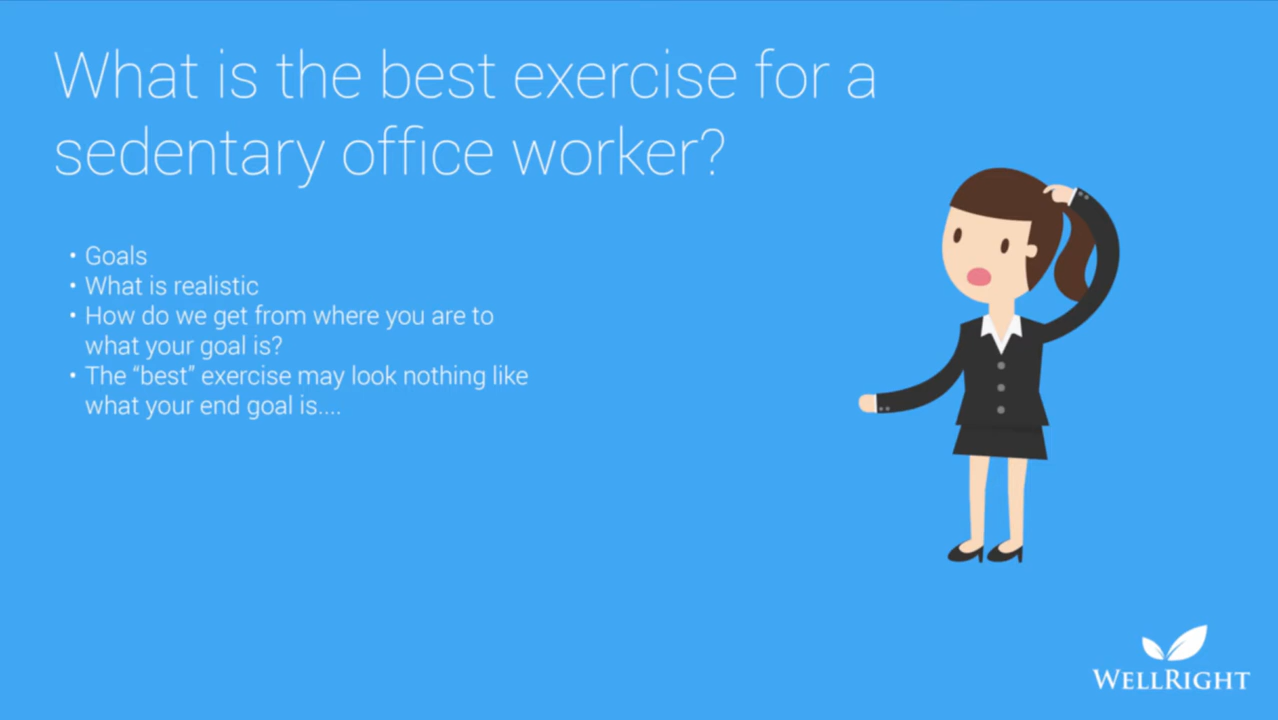 What is the best exercise for a
sedentary office worker?
• Goals
• What is realistic
• How do we get from where you are to
what your goal is?
• The “best” exercise may look nothing like
what your end goal is....
WELLRIGHT